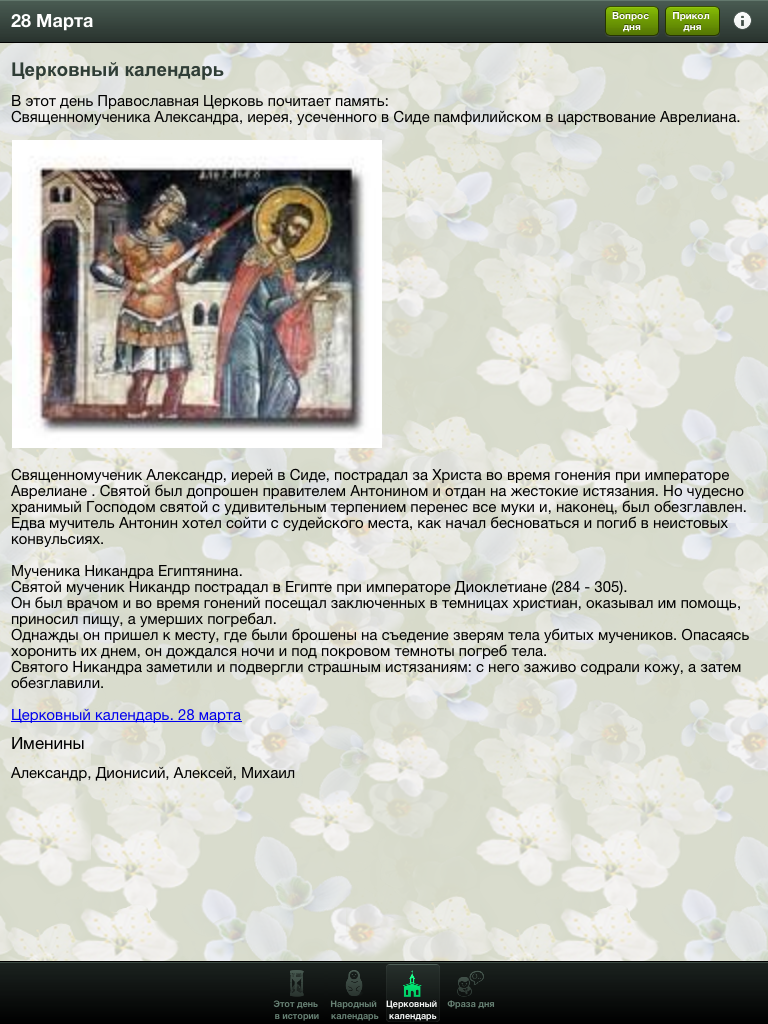 28 Марта
Вопрос
дня
Прикол
дня
Церковный календарь
В этот день Православная Церковь почитает память:
Священномученика Александра, иерея, усеченного в Сиде памфилийском в царствование Аврелиана.
Священномученик Александр, иерей в Сиде, пострадал за Христа во время гонения при императоре
Аврелиане . Святой был допрошен правителем Антонином и отдан на жестокие истязания. Но чудесно
хранимый Господом святой с удивительным терпением перенес все муки и, наконец, был обезглавлен.
Едва мучитель Антонин хотел сойти с судейского места, как начал бесноваться и погиб в неистовых
конвульсиях.
Мученика Никандра Египтянина.
Святой мученик Никандр пострадал в Египте при императоре Диоклетиане (284 - 305).
Он был врачом и во время гонений посещал заключенных в темницах христиан, оказывал им помощь,
приносил пищу, а умерших погребал.
Однажды он пришел к месту, где были брошены на съедение зверям тела убитых мучеников. Опасаясь
хоронить их днем, он дождался ночи и под покровом темноты погреб тела.
Святого Никандра заметили и подвергли страшным истязаниям: с него заживо содрали кожу, а затем
обезглавили.
Церковный календарь. 28 марта
Именины
Александр, Дионисий, Алексей, Михаил
Этот день
в истории
Народный
календарь
Церковный
календарь
Фраза дня